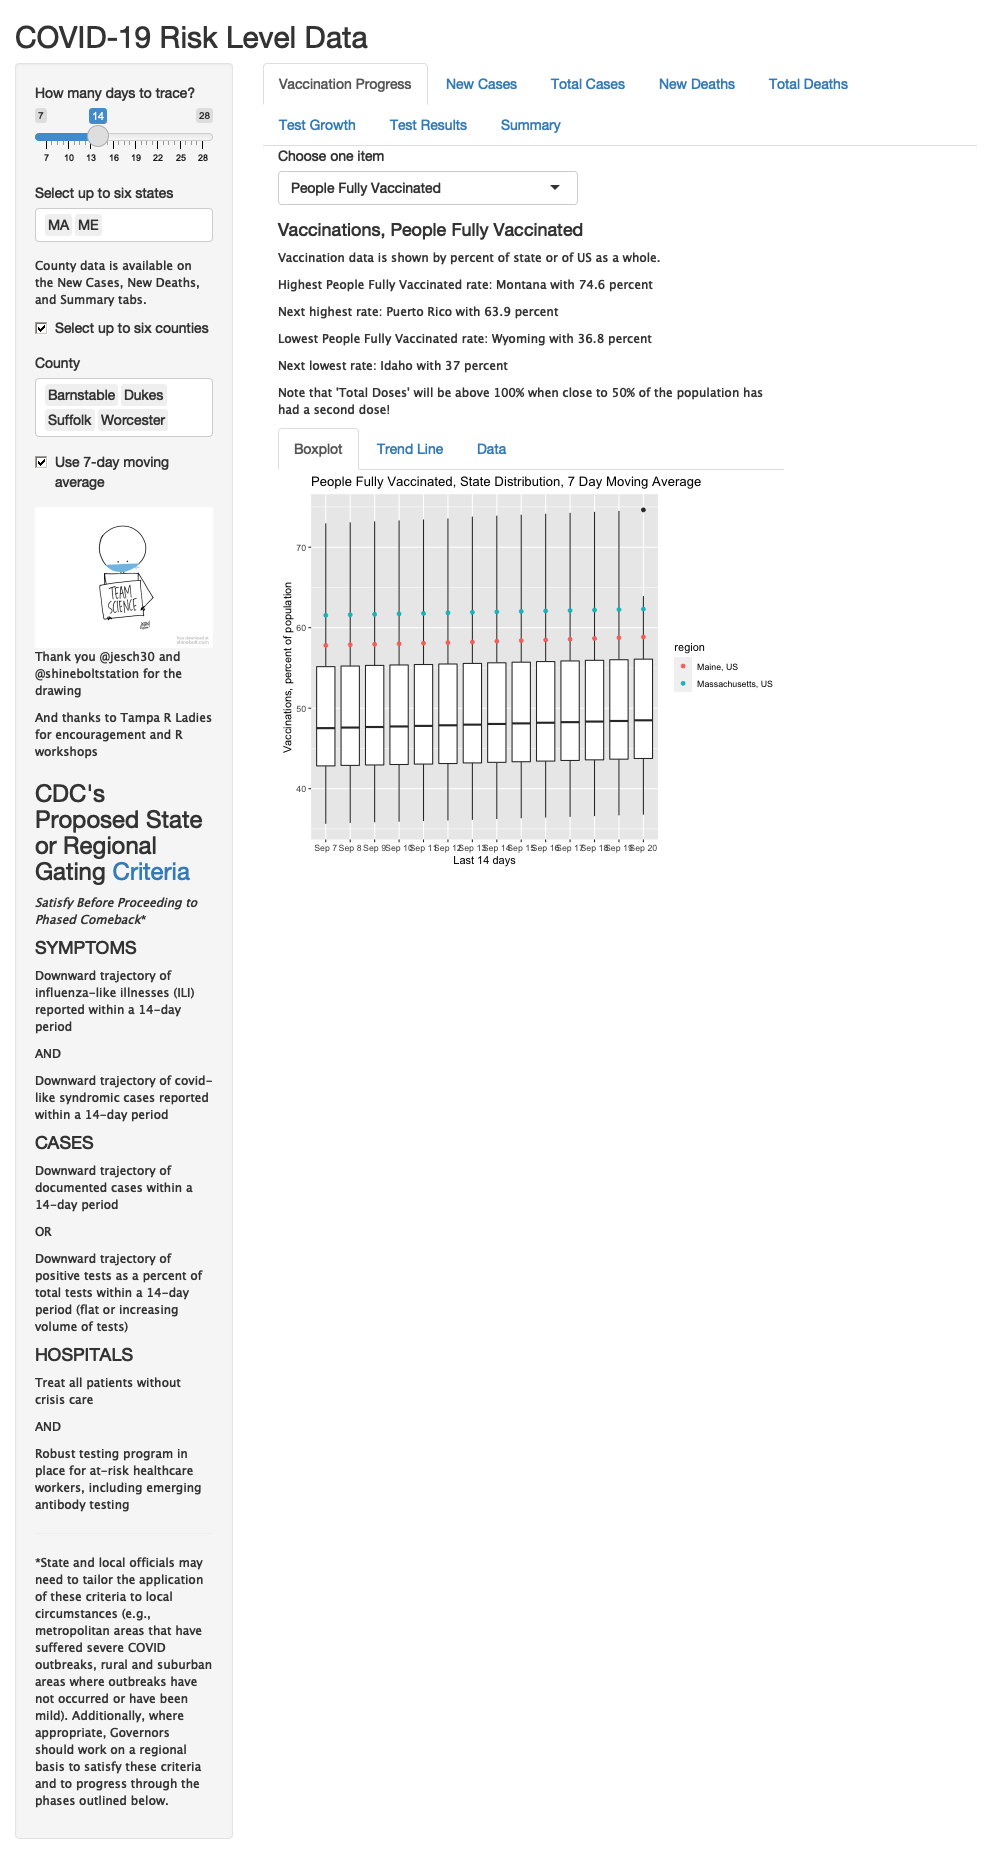 COVID-19 Risk Level Data
How many days to trace?
7 14 28
7 10 13 16 19 22 25 28
Select up to six states
MA ME
County data is available on
the New Cases, New Deaths,
and Summary tabs.
Select up to six counties
County
Barnstable Dukes
Suffolk Worcester
Use 7-day moving
average
TEAM
SCIENCE
Thank you @jesch30 and
@shineboltstation for the
drawing
And thanks to Tampa R Ladies
for encouragement and R
workshops
CDC's
Proposed State
or Regional
Gating Criteria
Satisfy Before Proceeding to
Phased Comeback*
SYMPTOMS
Downward trajectory of
influenza-like illnesses (ILI)
reported within a 14-day
period
AND
Downward trajectory of covid-
like syndromic cases reported
within a 14-day period
CASES
Downward trajectory of
documented cases within a
14-day period
OR
Downward trajectory of
positive tests as a percent of
total tests within a 14-day
period (flat or increasing
volume of tests)
HOSPITALS
Treat all patients without
crisis care
AND
Robust testing program in
place for at-risk healthcare
workers, including emerging
antibody testing
*State and local officials may
need to tailor the application
of these criteria to local
circumstances (e.g.,
metropolitan areas that have
suffered severe COVID
outbreaks, rural and suburban
areas where outbreaks have
not occurred or have been
mild). Additionally, where
appropriate, Governors
should work on a regional
basis to satisfy these criteria
and to progress through the
phases outlined below.
Vaccination Progress New Cases Total Cases New Deaths Total Deaths
Test Growth Test Results Summary
Choose one item
People Fully Vaccinated
Vaccinations, People Fully Vaccinated
Vaccination data is shown by percent of state or of US as a whole.
Highest People Fully Vaccinated rate: Montana with 74.6 percent
Next highest rate: Puerto Rico with 63.9 percent
Lowest People Fully Vaccinated rate: Wyoming with 36.8 percent
Next lowest rate: Idaho with 37 percent
Note that 'Total Doses' will be above 100% when close to 50% of the population has
had a second dose!
Boxplot Trend Line Data
People Fully Vaccinated, State Distribution, 7 Day Moving Average
Vaccinations, percent of population
70
60
50
40
Sep 7 Sep 8 Sep 9 Sep 10 Sep 11 Sep 12 Sep 13 Sep 14 Sep 15 Sep 16 Sep 17 Sep 18 Sep 19 Sep 20
Last 14 days
region
Maine, US
Massachusetts, US